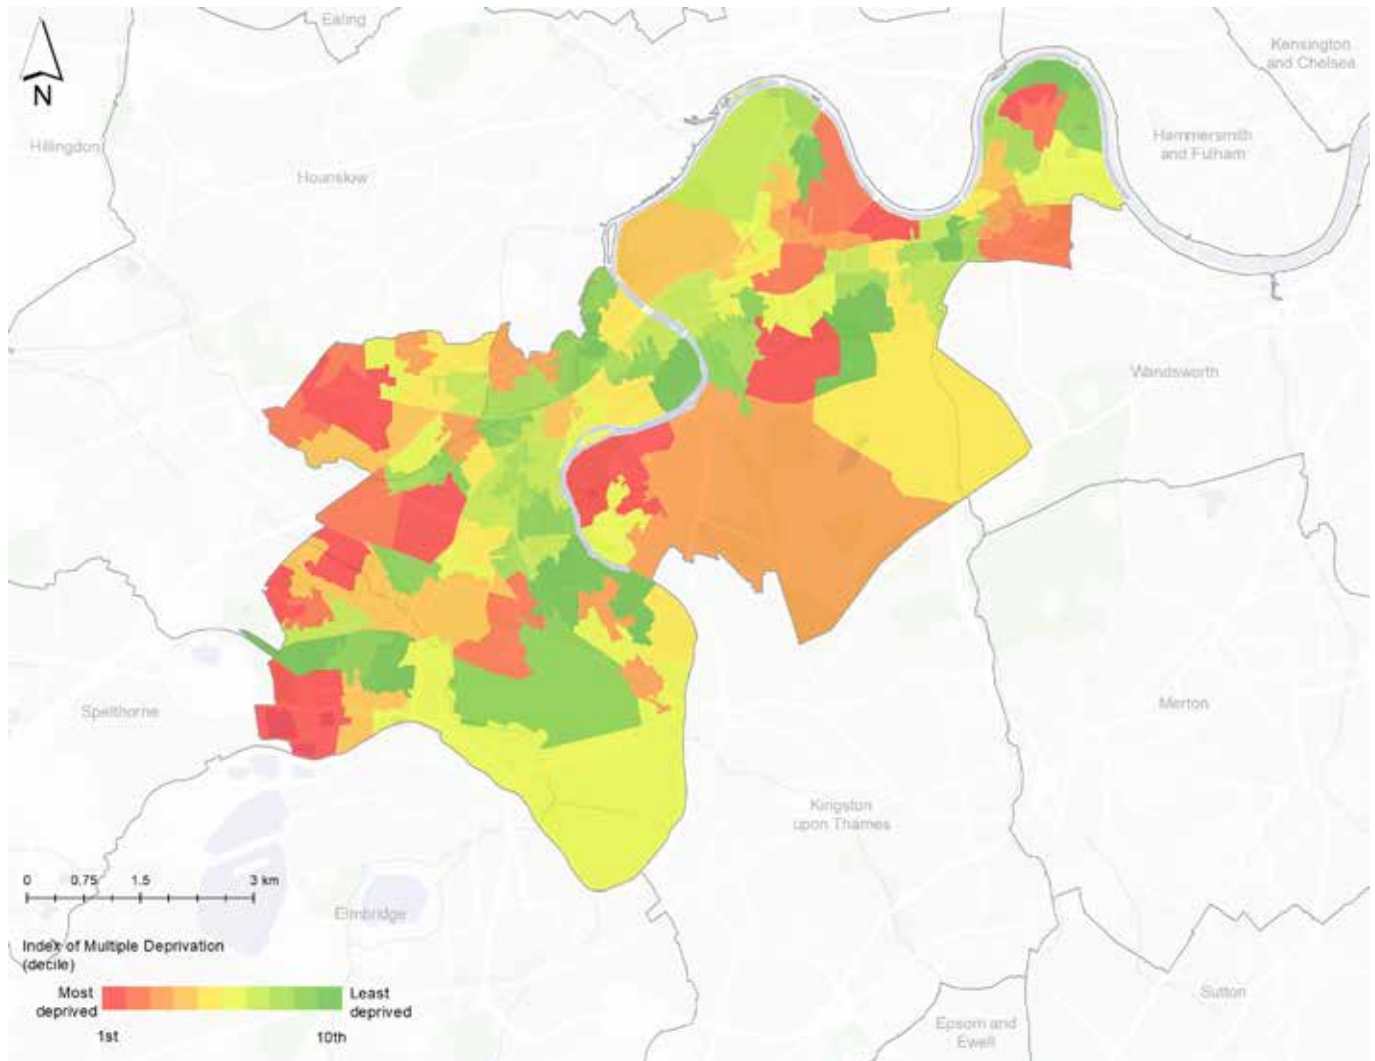 Ealing
Kensington
and Chelsea
N
Hillingdon
Hounslow
Hammersmith
and Fulham
Wandsworth
Spelthorne
Merton
Kingston
upon Thames
0 0.75 1.5 3 km
Elmbridge
Index of Multiple Deprivation
(decile)
Most
deprived
Least
deprived
1st 10th
Sutton
Epsom and
Ewell